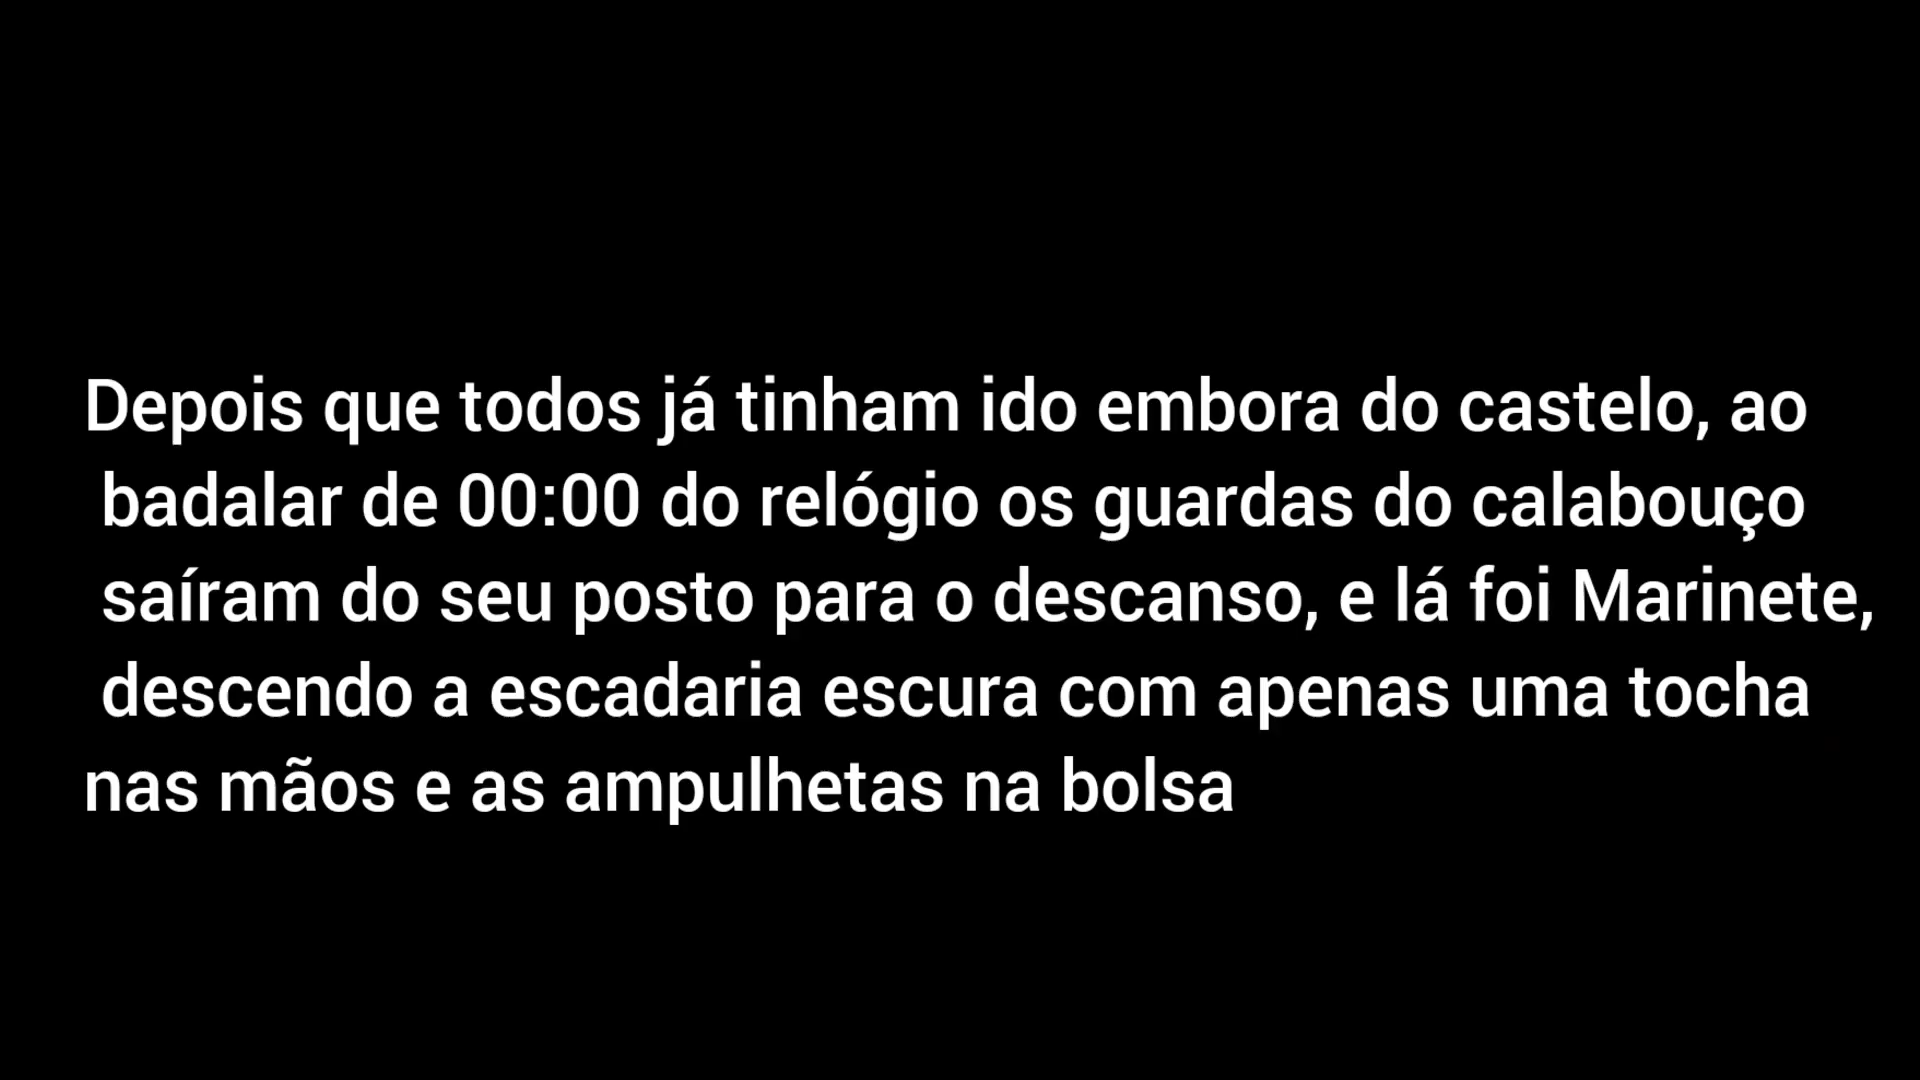 Depois que todos já tinham ido embora do castelo, ao
badalar de 00:00 do relógio os guardas do calabouço
saíram do seu posto para o descanso, e lá foi Marinete,
descendo a escadaria escura com apenas uma tocha
nas mãos e as ampulhetas na bolsa